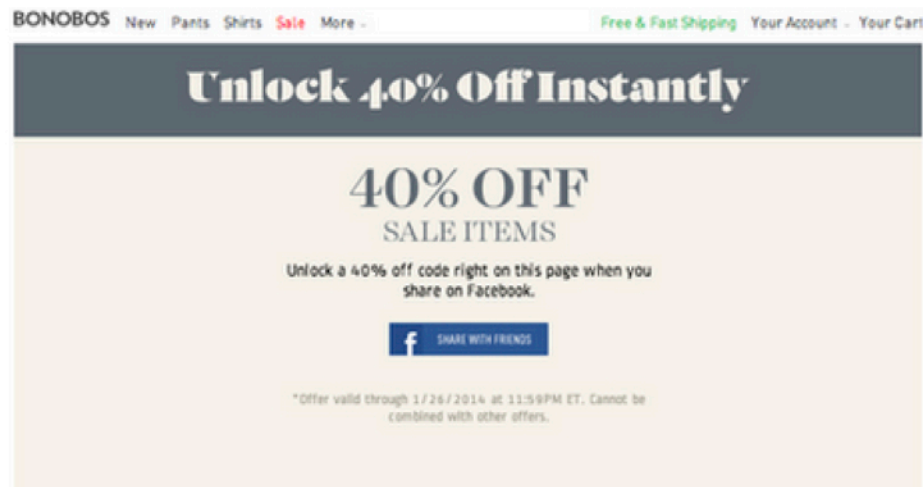 BONOBOS New Pants Shirts Sale More Free & Fast Shipping Your Account Your Cart
Unlock 40% Off Instantly
40% OFF
SALE ITEMS
Unlock a 40% off code right on this page when you
share on Facebook.
f SHARE WITH FRIENDS
*Offer valid through 1/26/2014 at 11:59PM ET. Cannot be
combined with other offers.